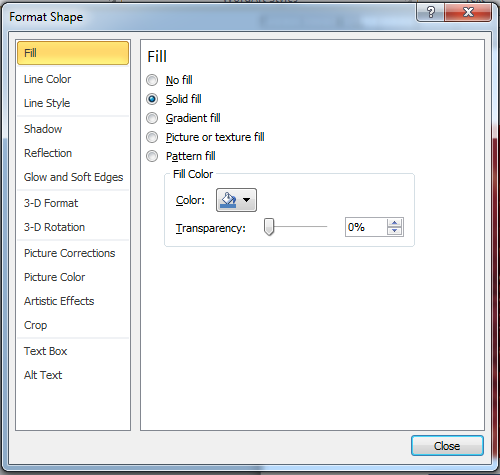 Format Shape
Fill
Line Color
Line Style
Shadow
Reflection
Glow and Soft Edges
3-D Format
3-D Rotation
Picture Corrections
Picture Color
Artistic Effects
Crop
Text Box
Alt Text
Fill
No fill
Solid fill
Gradient fill
Picture or texture fill
Pattern fill
Fill Color
Color:
Transparency: 0%
Close